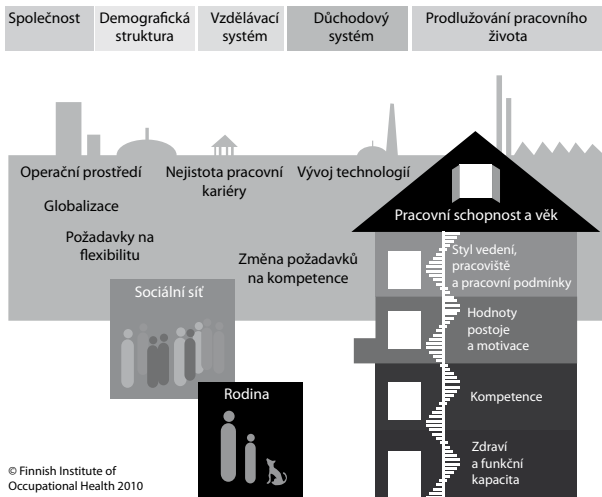 Společnost
Demografická
struktura
Vzdělávací
systém
Důchodový
systém
Prodlužování pracovního
života
Operační prostředí
Nejistota pracovní
kariéry
Vývoj technologií
Globalizace
Požadavky na
flexibilitu
Změna požadavků
na kompetence
Sociální síť
Rodina
Pracovní schopnost a věk
Styl vedení,
pracoviště
a pracovní podmínky
Hodnoty
postoje
a motivace
Kompetence
Zdraví
a funkční
kapacita
© Finnish Institute of
Occupational Health 2010